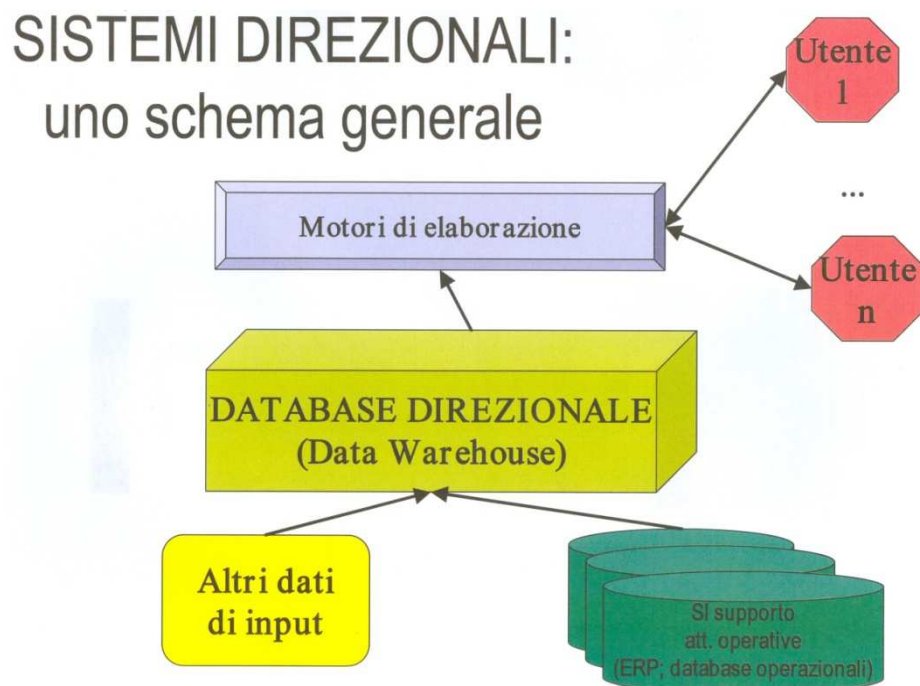 SISTEMI DIREZIONALI:
uno schema generale
Utente
1
...
Utente
n
Motori di elaborazione
DATABASE DIREZIONALE
(Data Warehouse)
Altri dati
di input
SI supporto
att. operative
(ERP; database operazionali)